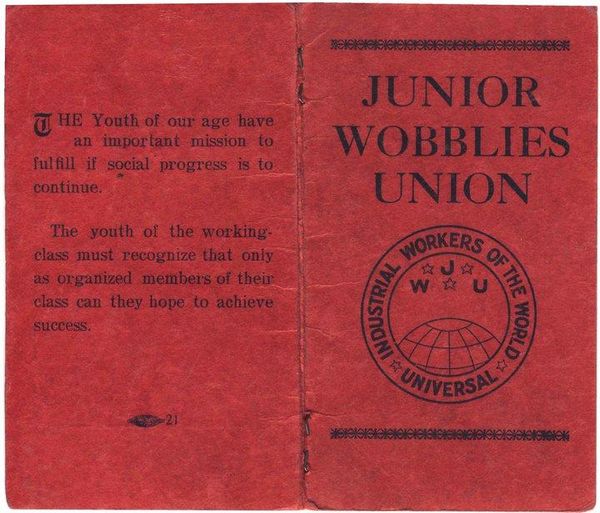 THE Youth of our age have
an important mission to
fulfill if social progress is to
continue.
The youth of the working-
class must recognize that only
as organized members of their
class can they hope to achieve
success.
21
JUNIOR
WOBBLIES
UNION
INDUSTRIAL WORKERS OF THE WORLD
J
W U
UNIVERSAL